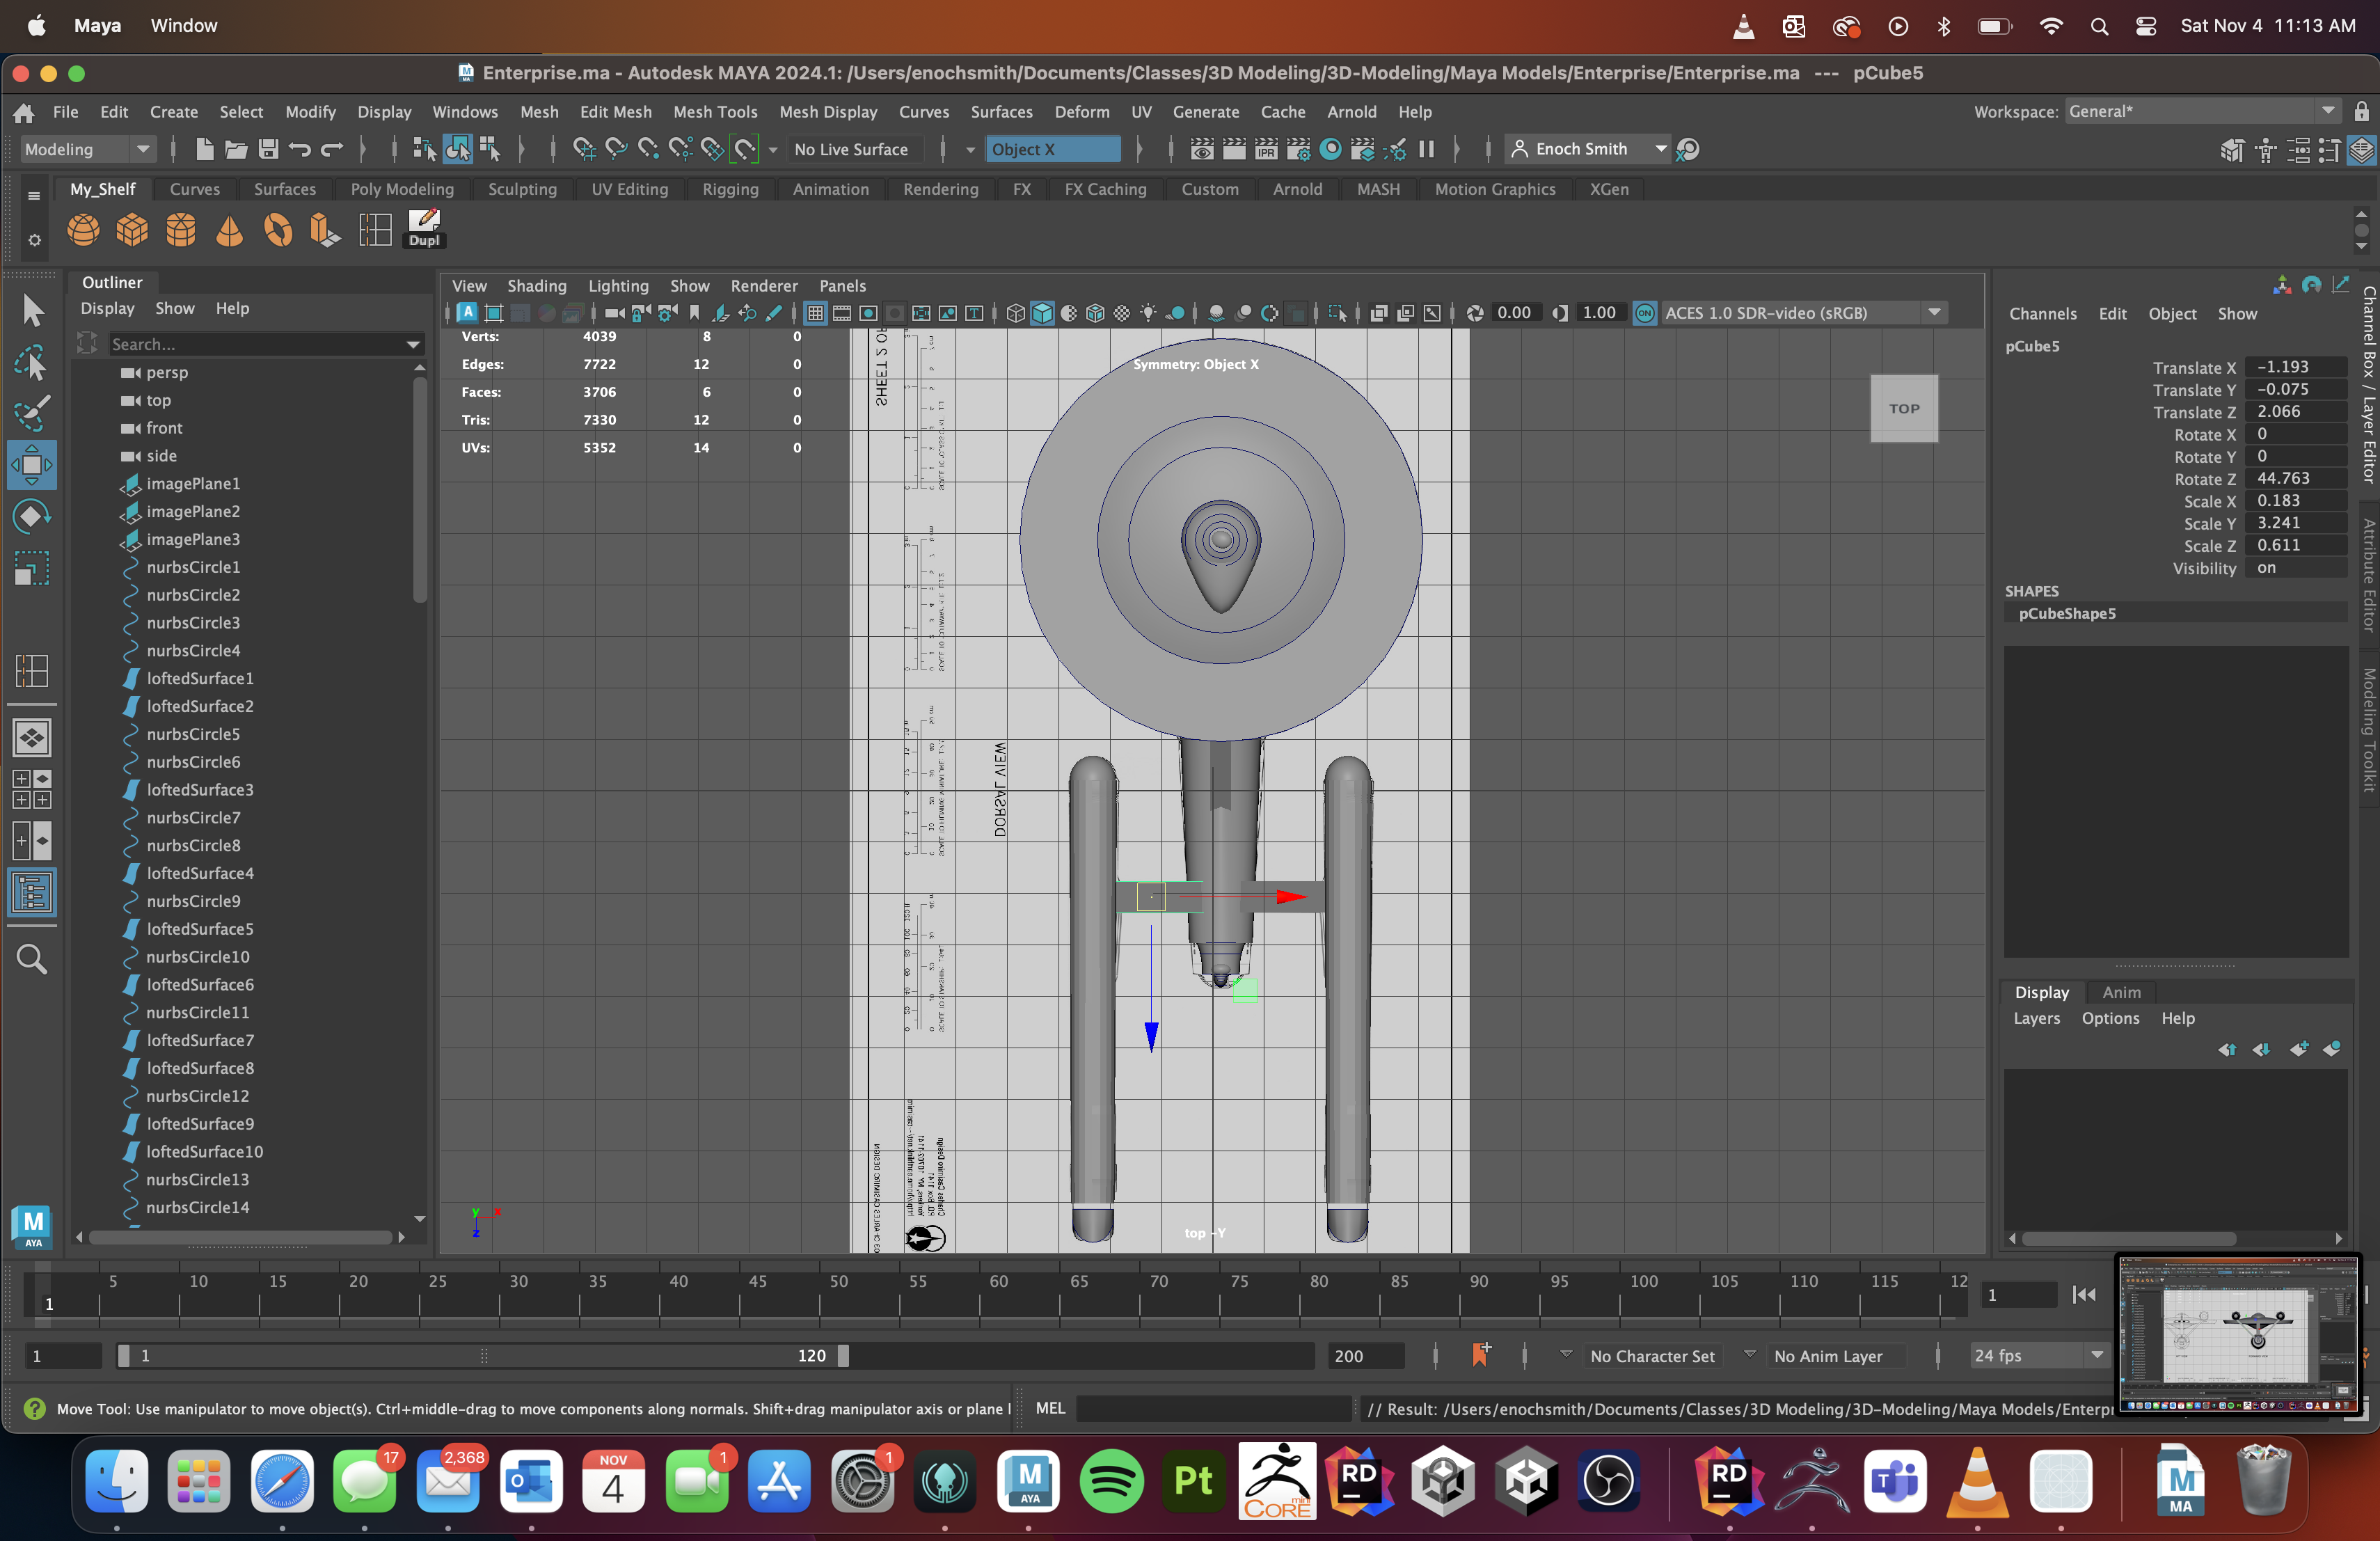 Maya Window Sat Nov 4 11:13 AM
Enterprise.ma - Autodesk MAYA 2024.1: /Users/enochsmith/Documents/Classes/3D Modeling/3D-Modeling/Maya Models/Enterprise/Enterprise.ma --- pCube5
File Edit Create Select Modify Display Windows Mesh Edit Mesh Mesh Tools Mesh Display Curves Surfaces Deform UV Generate Cache Arnold Help Workspace: General*
Modeling No Live Surface Object X IPR Enoch Smith
My_Shelf Curves Surfaces Poly Modeling Sculpting UV Editing Rigging Animation Rendering FX FX Caching Custom Arnold MASH Motion Graphics XGen
Dupl
Outliner
Display Show Help
Search...
persp
top
front
side
imagePlane1
imagePlane2
imagePlane3
nurbsCircle1
nurbsCircle2
nurbsCircle3
nurbsCircle4
loftedSurface1
loftedSurface2
nurbsCircle5
nurbsCircle6
loftedSurface3
nurbsCircle7
nurbsCircle8
loftedSurface4
nurbsCircle9
loftedSurface5
nurbsCircle10
loftedSurface6
nurbsCircle11
loftedSurface7
loftedSurface8
nurbsCircle12
loftedSurface9
loftedSurface10
nurbsCircle13
nurbsCircle14
View Shading Lighting Show Renderer Panels
0.00 1.00 ON ACES 1.0 SDR-video (sRGB)
Verts: 4039 8 0
Edges: 7722 12 0
Faces: 3706 6 0
Tris: 7330 12 0
UVs: 5352 14 0
Symmetry: Object X
TOP
SHEET 2 OF
DORSAL VIEW
y x
z
top -Y
Channels Edit Object Show
pCube5
Translate X -1.193
Translate Y -0.075
Translate Z 2.066
Rotate X 0
Rotate Y 0
Rotate Z 44.763
Scale X 0.183
Scale Y 3.241
Scale Z 0.611
Visibility on
SHAPES
pCubeShape5
Channel Box / Layer Editor
Attribute Editor
Modeling Toolkit
Display Anim
Layers Options Help
M
AYA
5 10 15 20 25 30 35 40 45 50 55 60 65 70 75 80 85 90 95 100 105 110 115 12
1 1
1 1 120 200 No Character Set No Anim Layer 24 fps
Move Tool: Use manipulator to move object(s). Ctrl+middle-drag to move components along normals. Shift+drag manipulator axis or plane
MEL // Result: /Users/enochsmith/Documents/Classes/3D Modeling/3D-Modeling/Maya Models/Enterpr
17 2,368 NOV 4 1 1 M AYA Pt CORE mini RD RD M MA